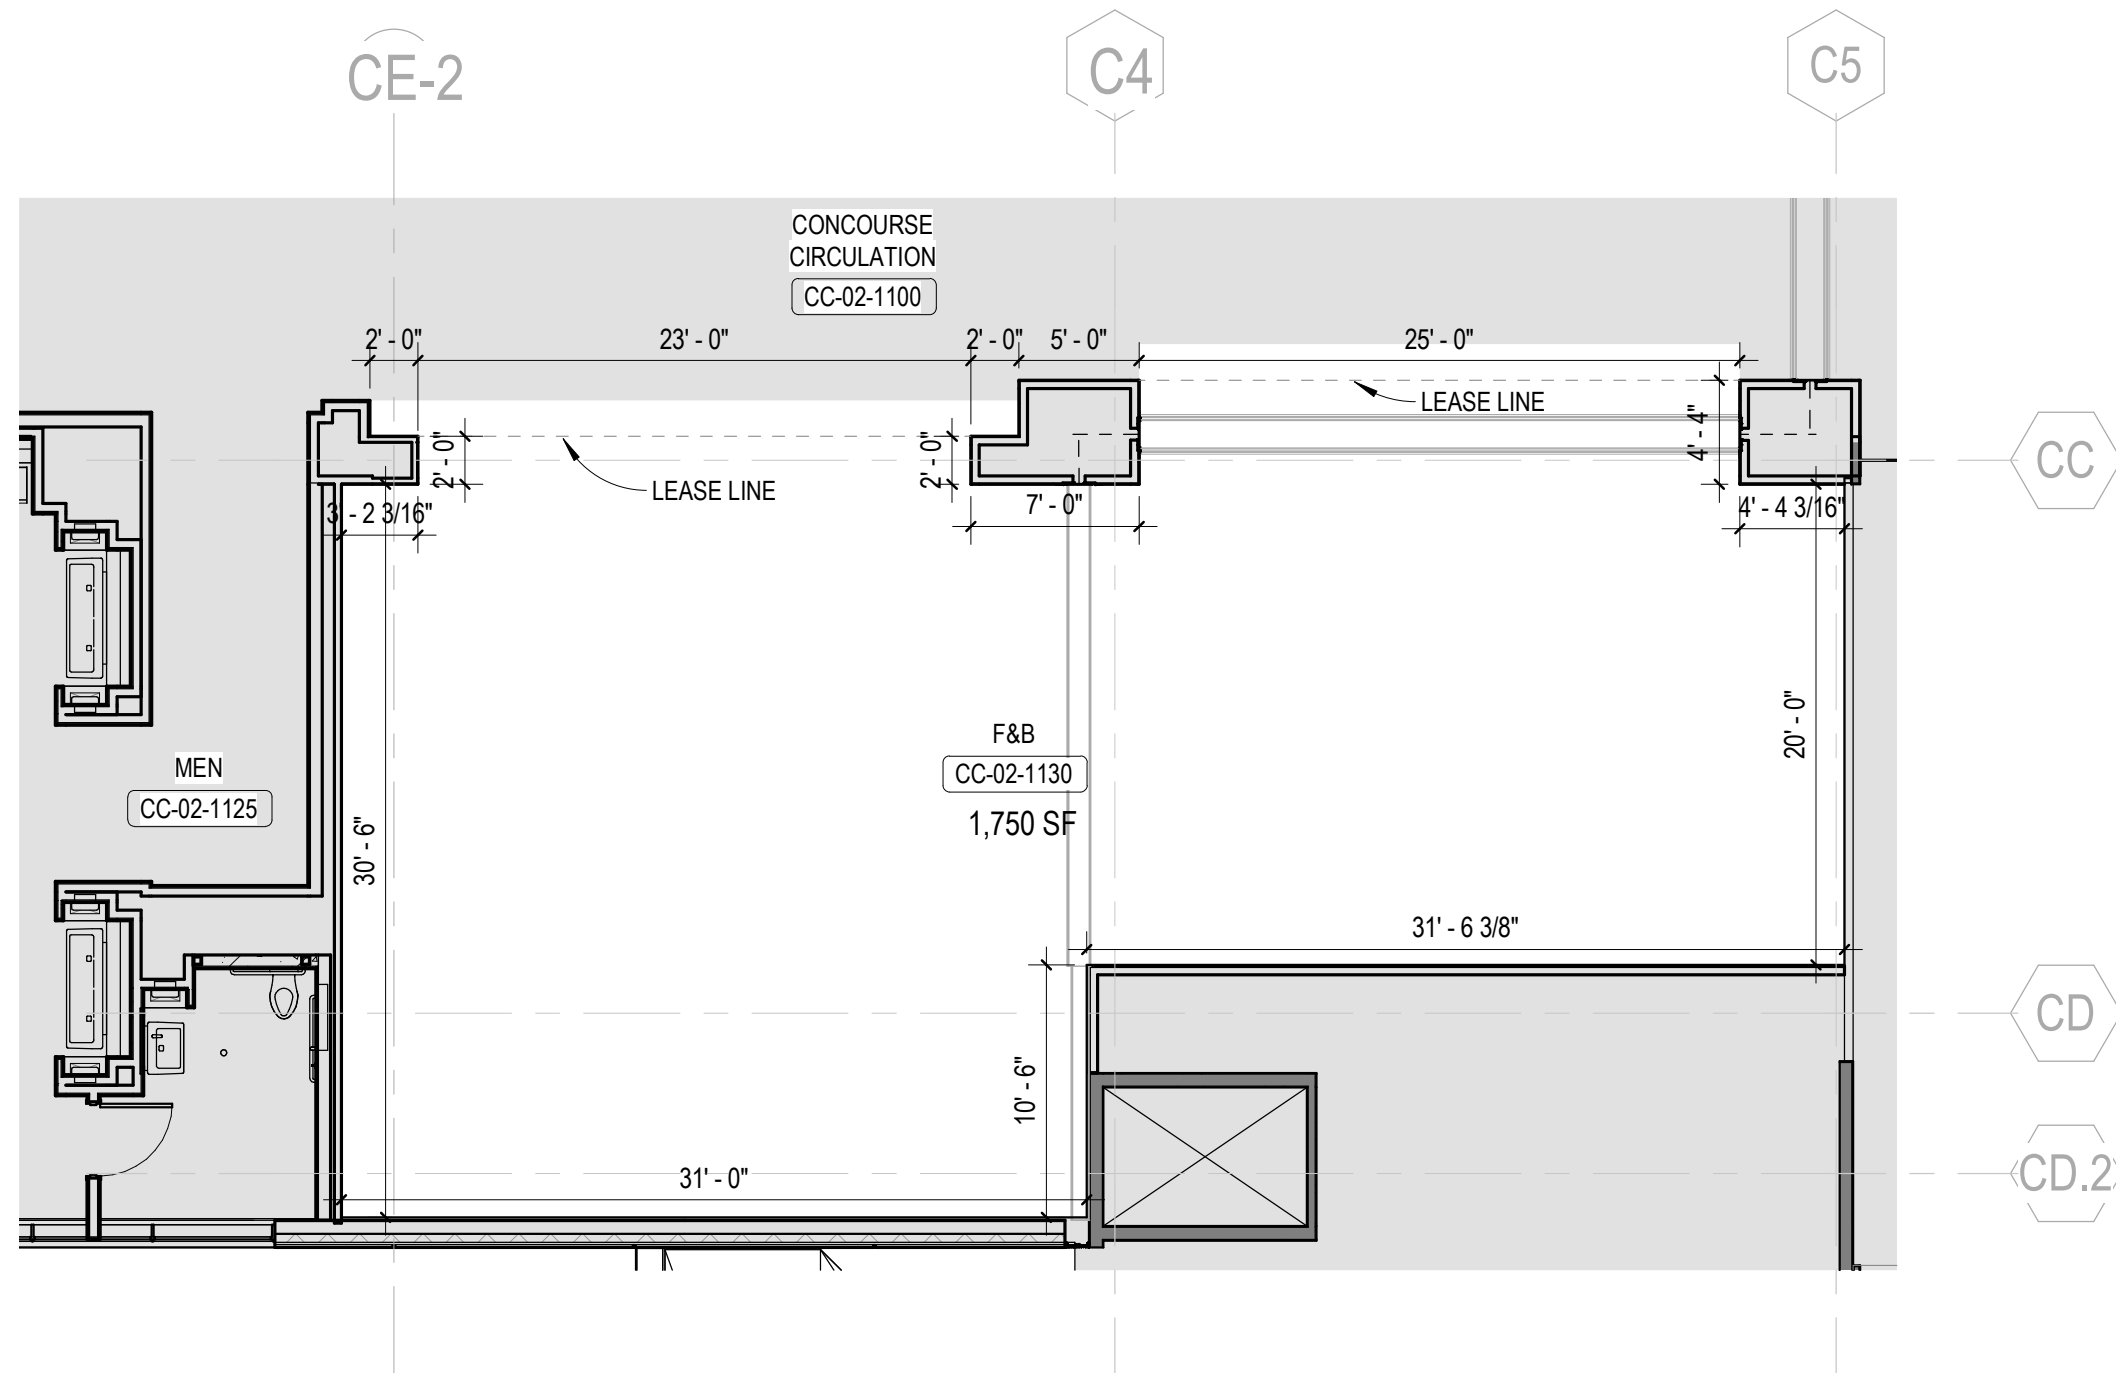 CE-2
C4
C5
CONCOURSE
CIRCULATION
CC-02-1100
2' - 0"
23' - 0"
2' - 0"
5' - 0"
25' - 0"
LEASE LINE
4' - 4"
2' - 0"
2' - 0"
CC
LEASE LINE
3' - 2 3/16"
7' - 0"
4' - 4 3/16"
20' - 0"
F&B
CC-02-1130
1,750 SF
MEN
CC-02-1125
30' - 6"
31' - 6 3/8"
CD
10' - 6"
31' - 0"
CD.2